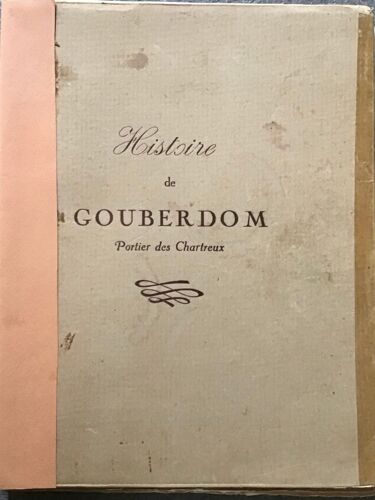 Histoire
de
GOUBERDOM
Portier des Chartreux